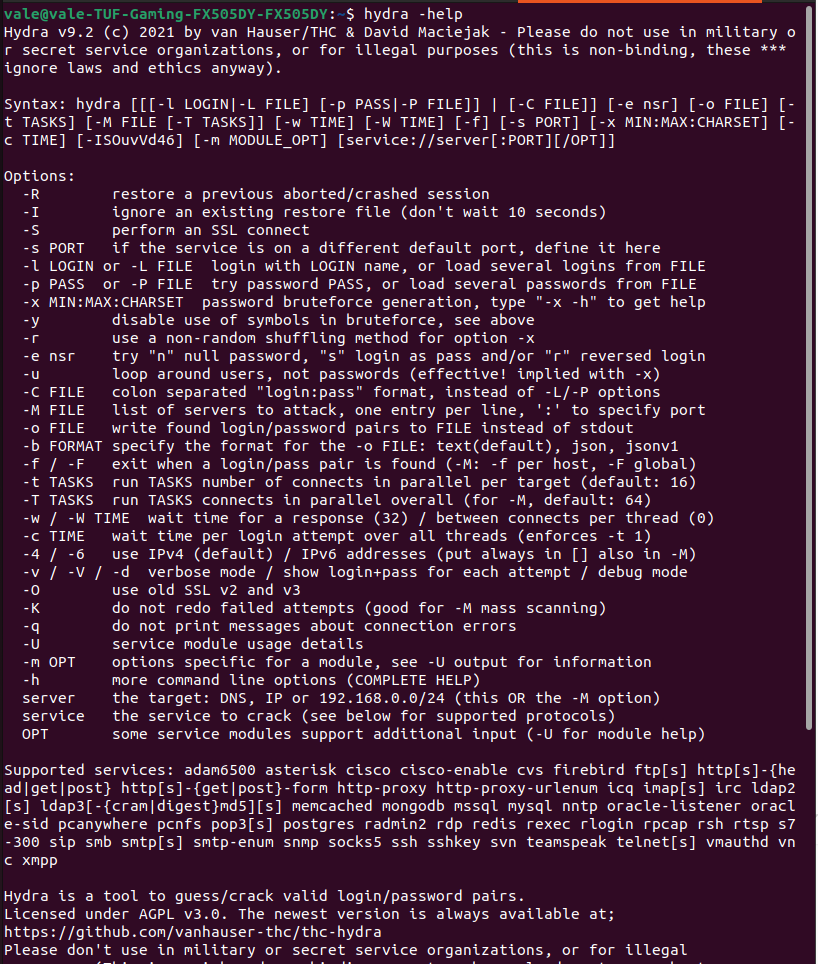 vale@vale-TUF-Gaming-FX505DY-FX505DY:~$ hydra -help
Hydra v9.2 (c) 2021 by van Hauser/THC & David Maciejak - Please do not use in military o
r secret service organizations, or for illegal purposes (this is non-binding, these ***
ignore laws and ethics anyway).

Syntax: hydra [[[-l LOGIN|-L FILE] [-p PASS|-P FILE]] | [-C FILE]] [-e nsr] [-o FILE] [-
t TASKS] [-M FILE [-T TASKS]] [-w TIME] [-W TIME] [-f] [-s PORT] [-x MIN:MAX:CHARSET] [-
c TIME] [-ISOuvVd46] [-m MODULE_OPT] [service://server[:PORT][/OPT]]

Options:
  -R        restore a previous aborted/crashed session
  -I        ignore an existing restore file (don't wait 10 seconds)
  -S        perform an SSL connect
  -s PORT   if the service is on a different default port, define it here
  -l LOGIN or -L FILE  login with LOGIN name, or load several logins from FILE
  -p PASS  or -P FILE  try password PASS, or load several passwords from FILE
  -x MIN:MAX:CHARSET  password bruteforce generation, type "-x -h" to get help
  -y        disable use of symbols in bruteforce, see above
  -r        use a non-random shuffling method for option -x
  -e nsr    try "n" null password, "s" login as pass and/or "r" reversed login
  -u        loop around users, not passwords (effective! implied with -x)
  -C FILE   colon separated "login:pass" format, instead of -L/-P options
  -M FILE   list of servers to attack, one entry per line, ':' to specify port
  -o FILE   write found login/password pairs to FILE instead of stdout
  -b FORMAT specify the format for the -o FILE: text(default), json, jsonv1
  -f / -F   exit when a login/pass pair is found (-M: -f per host, -F global)
  -t TASKS  run TASKS number of connects in parallel per target (default: 16)
  -T TASKS  run TASKS connects in parallel overall (for -M, default: 64)
  -w / -W TIME  wait time for a response (32) / between connects per thread (0)
  -c TIME   wait time per login attempt over all threads (enforces -t 1)
  -4 / -6   use IPv4 (default) / IPv6 addresses (put always in [] also in -M)
  -v / -V / -d  verbose mode / show login+pass for each attempt / debug mode
  -O        use old SSL v2 and v3
  -K        do not redo failed attempts (good for -M mass scanning)
  -q        do not print messages about connection errors
  -U        service module usage details
  -m OPT    options specific for a module, see -U output for information
  -h        more command line options (COMPLETE HELP)
  server    the target: DNS, IP or 192.168.0.0/24 (this OR the -M option)
  service   the service to crack (see below for supported protocols)
  OPT       some service modules support additional input (-U for module help)

Supported services: adam6500 asterisk cisco cisco-enable cvs firebird ftp[s] http[s]-{he
ad|get|post} http[s]-{get|post}-form http-proxy http-proxy-urlenum icq imap[s] irc ldap2
[s] ldap3[-{cram|digest}md5][s] memcached mongodb mssql mysql nntp oracle-listener oracl
e-sid pcanywhere pcnfs pop3[s] postgres radmin2 rdp redis rexec rlogin rpcap rsh rtsp s7
-300 sip smb smtp[s] smtp-enum snmp socks5 ssh sshkey svn teamspeak telnet[s] vmauthd vn
c xmpp

Hydra is a tool to guess/crack valid login/password pairs.
Licensed under AGPL v3.0. The newest version is always available at;
https://github.com/vanhauser-thc/thc-hydra
Please don't use in military or secret service organizations, or for illegal